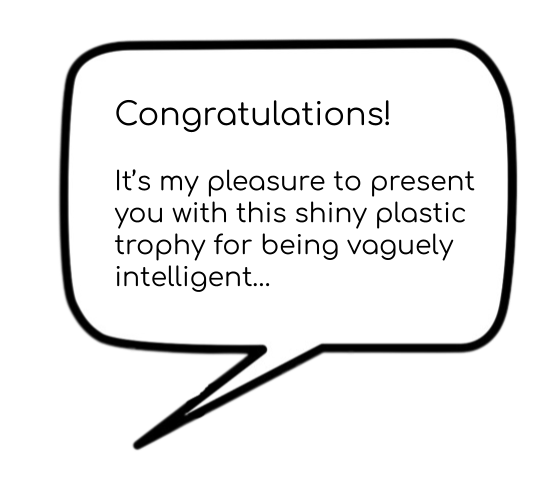 Congratulations!
It’s my pleasure to present
you with this shiny plastic
trophy for being vaguely
intelligent...